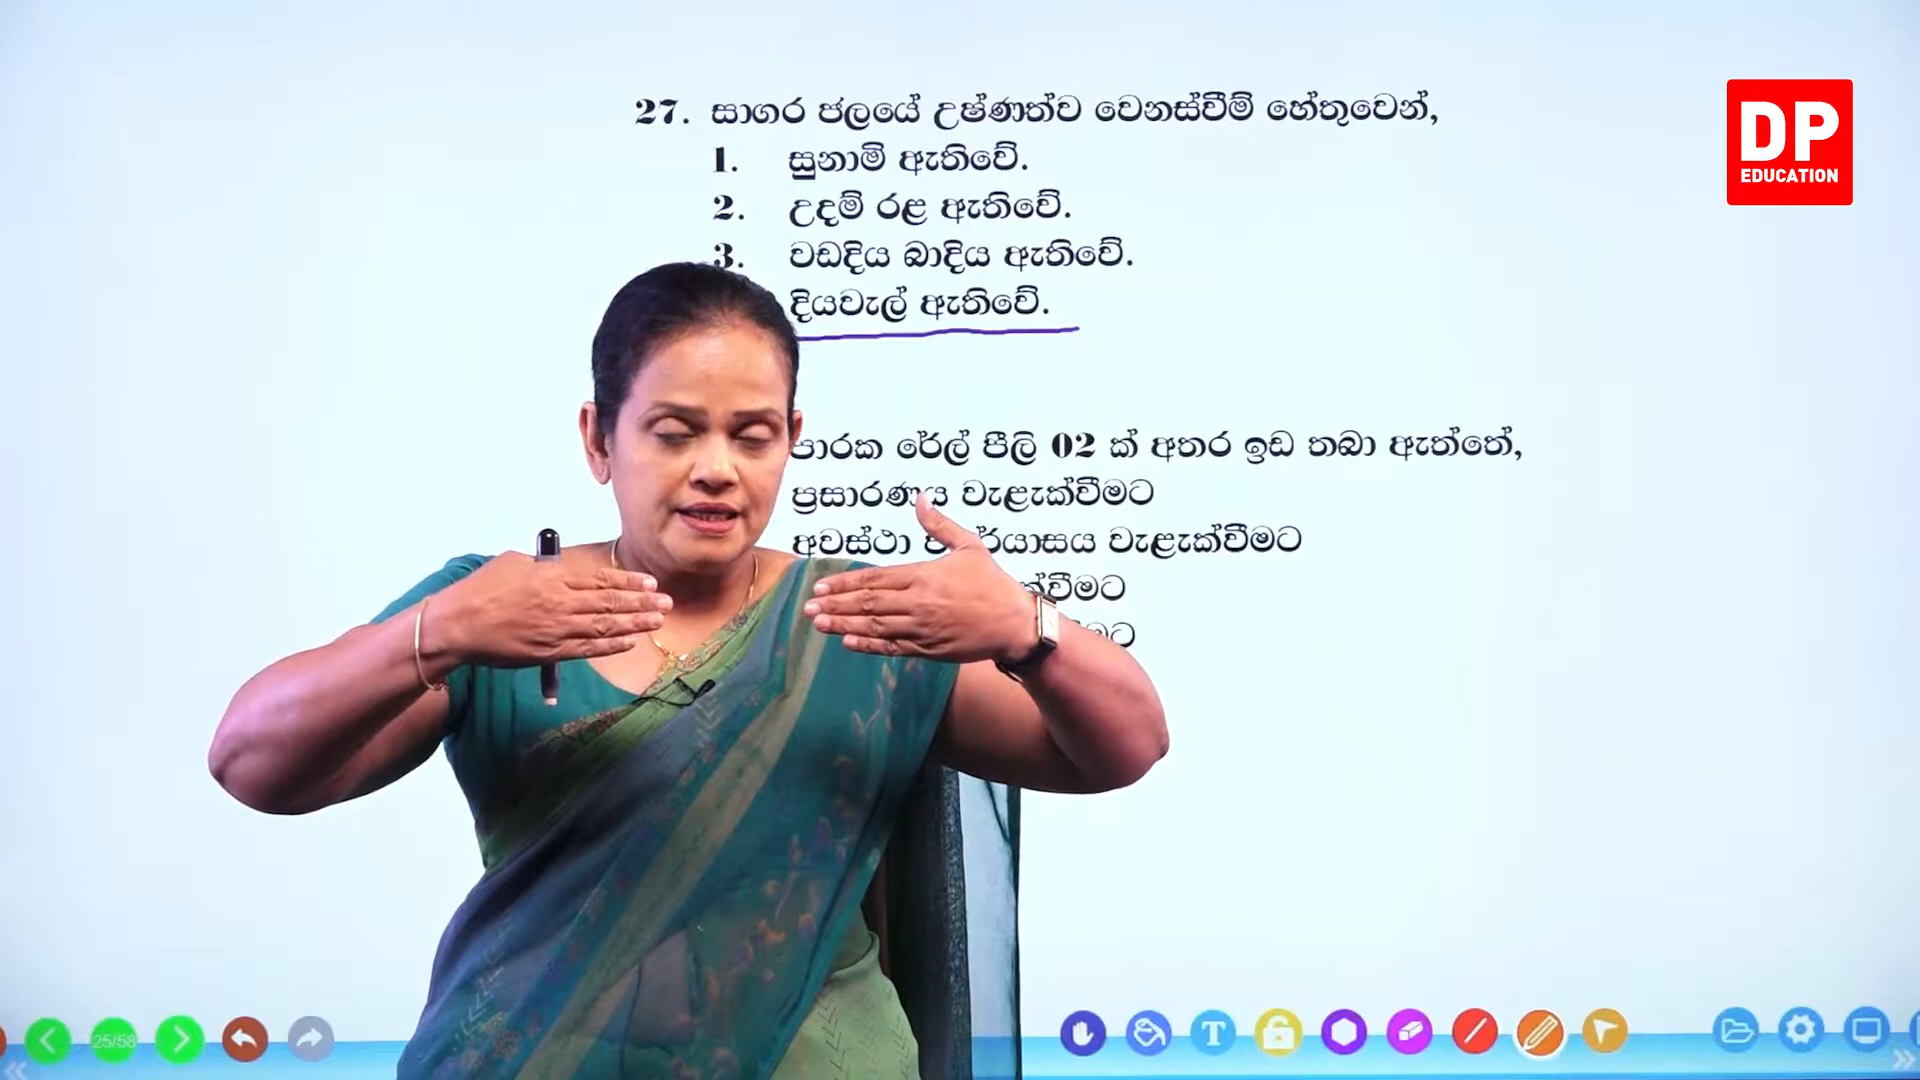 27. සාගර ජලයේ උෂ්ණත්ව වෙනස්වීම් හේතුවෙන්,
1. සුනාමි ඇතිවේ.
2. උදම් රළ ඇතිවේ.
3. වඩදිය බාදිය ඇතිවේ.
දියවැල් ඇතිවේ.
පාරක රේල් පීලි 02 ක් අතර ඉඩ තබා ඇත්තේ,
ප්‍රසාරණය වැළැක්වීමට
අවස්ථා වැළැක්වීමට
DP
EDUCATION
25/58
T